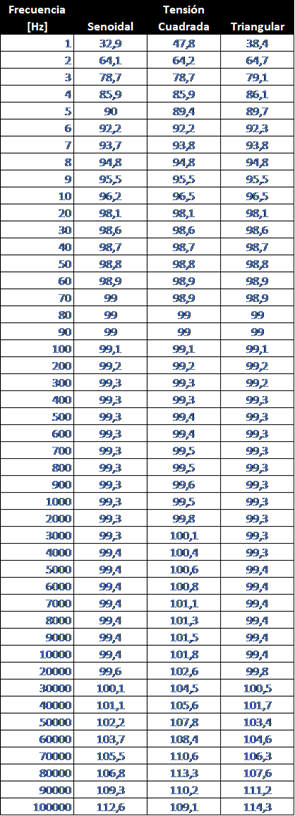 Frecuencia Tensión
[Hz] Senoidal Cuadrada Triangular
1 32,9 47,8 38,4
2 64,1 64,2 64,7
3 78,7 78,7 79,1
4 85,9 85,9 86,1
5 90 89,4 89,7
6 92,2 92,2 92,3
7 93,7 93,8 93,8
8 94,8 94,8 94,8
9 95,5 95,5 95,5
10 96,2 96,5 96,5
20 98,1 98,1 98,1
30 98,6 98,6 98,6
40 98,7 98,7 98,7
50 98,8 98,8 98,8
60 98,9 98,9 98,9
70 99 98,9 98,9
80 99 99 99
90 99 99 99
100 99,1 99,1 99,1
200 99,2 99,2 99,2
300 99,3 99,3 99,2
400 99,3 99,3 99,3
500 99,3 99,4 99,3
600 99,3 99,4 99,3
700 99,3 99,5 99,3
800 99,3 99,5 99,3
900 99,3 99,6 99,3
1000 99,3 99,5 99,3
2000 99,3 99,8 99,3
3000 99,3 100,1 99,3
4000 99,4 100,4 99,3
5000 99,4 100,6 99,4
6000 99,4 100,8 99,4
7000 99,4 101,1 99,4
8000 99,4 101,3 99,4
9000 99,4 101,5 99,4
10000 99,4 101,8 99,4
20000 99,6 102,6 99,8
30000 100,1 104,5 100,5
40000 101,1 105,6 101,7
50000 102,2 107,8 103,4
60000 103,7 108,4 104,6
70000 105,5 110,6 106,3
80000 106,8 113,3 107,6
90000 109,3 110,2 111,2
100000 112,6 109,1 114,3